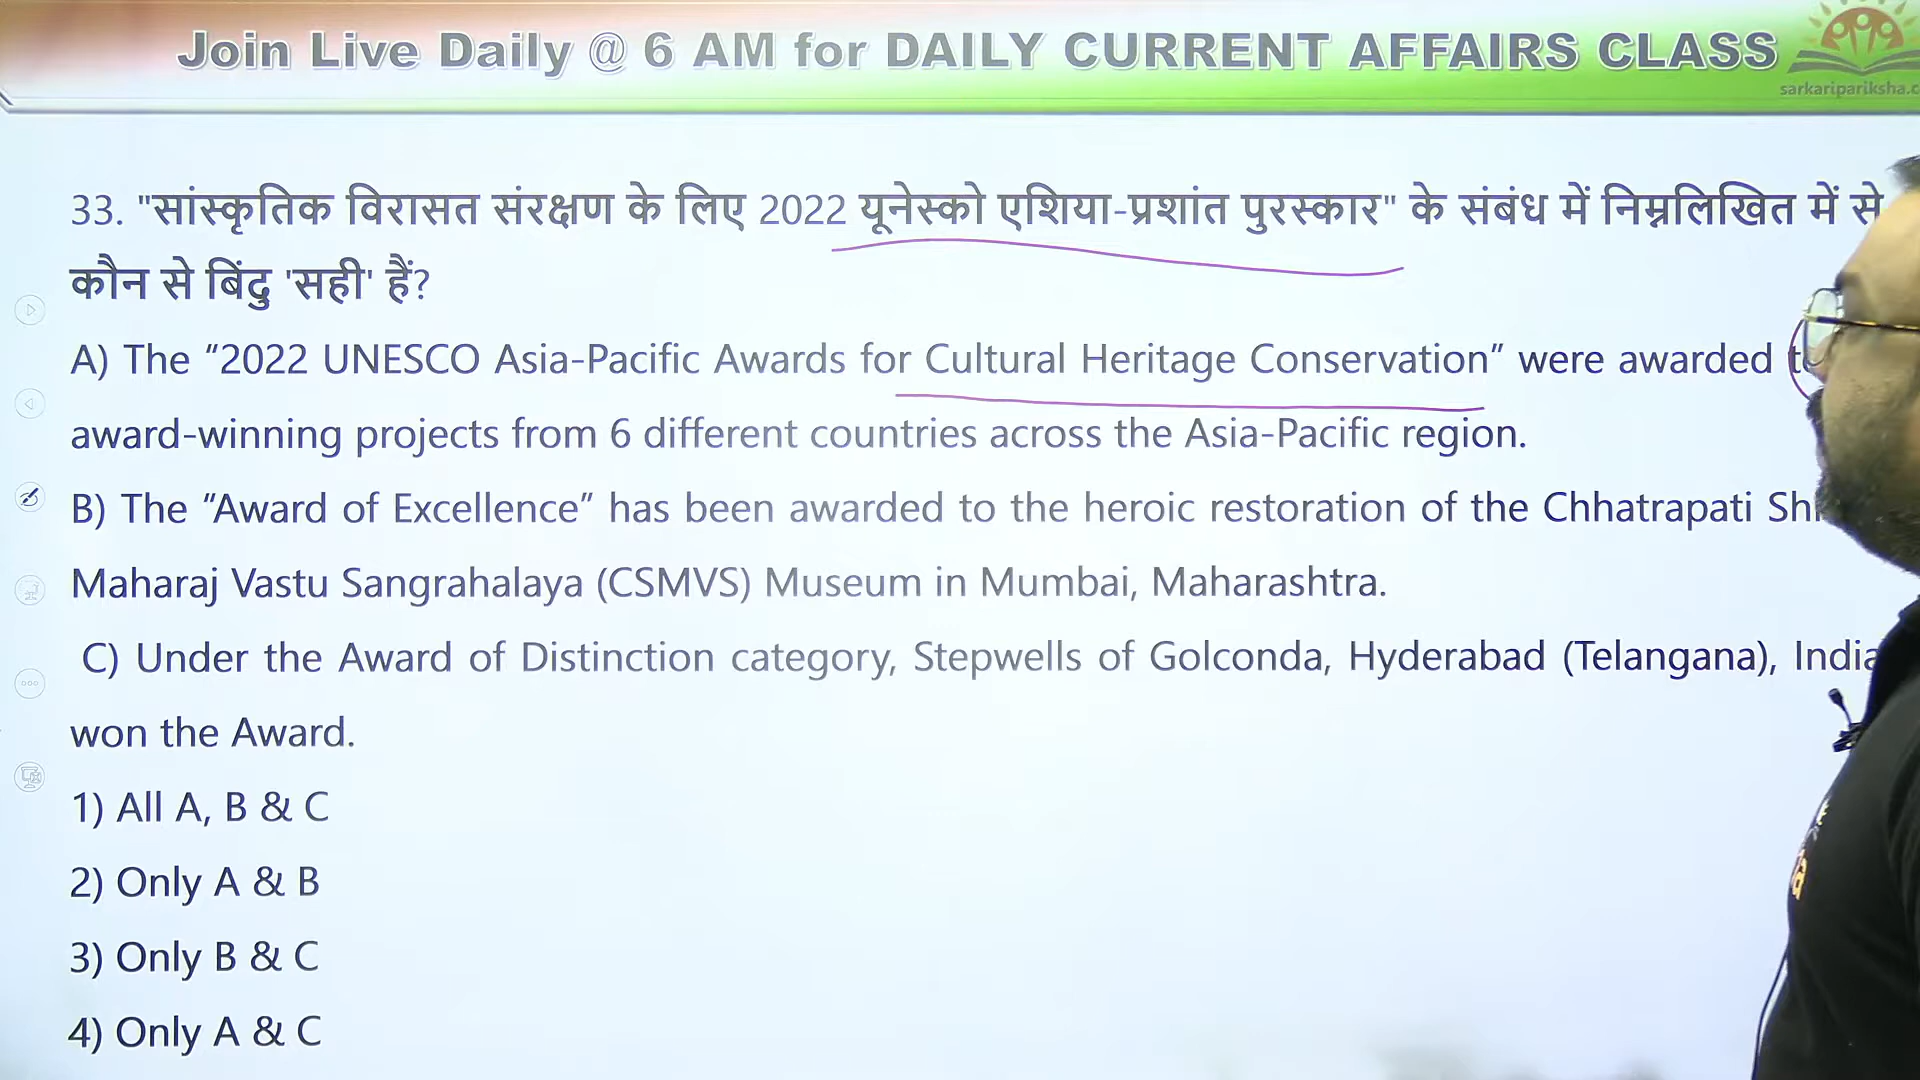 Join Live Daily @ 6 AM for DAILY CURRENT AFFAIRS CLASS
33. "सांस्कृतिक विरासत संरक्षण के लिए 2022 यूनेस्को एशिया-प्रशांत पुरस्कार" के संबंध में निम्नलिखित में से
कौन से बिंदु 'सही' हैं?
A) The “2022 UNESCO Asia-Pacific Awards for Cultural Heritage Conservation” were awarded
award-winning projects from 6 different countries across the Asia-Pacific region.
B) The “Award of Excellence” has been awarded to the heroic restoration of the Chhatrapati
Maharaj Vastu Sangrahalaya (CSMVS) Museum in Mumbai, Maharashtra.
C) Under the Award of Distinction category, Stepwells of Golconda, Hyderabad (Telangana), India
won the Award.
1) All A, B & C
2) Only A & B
3) Only B & C
4) Only A & C